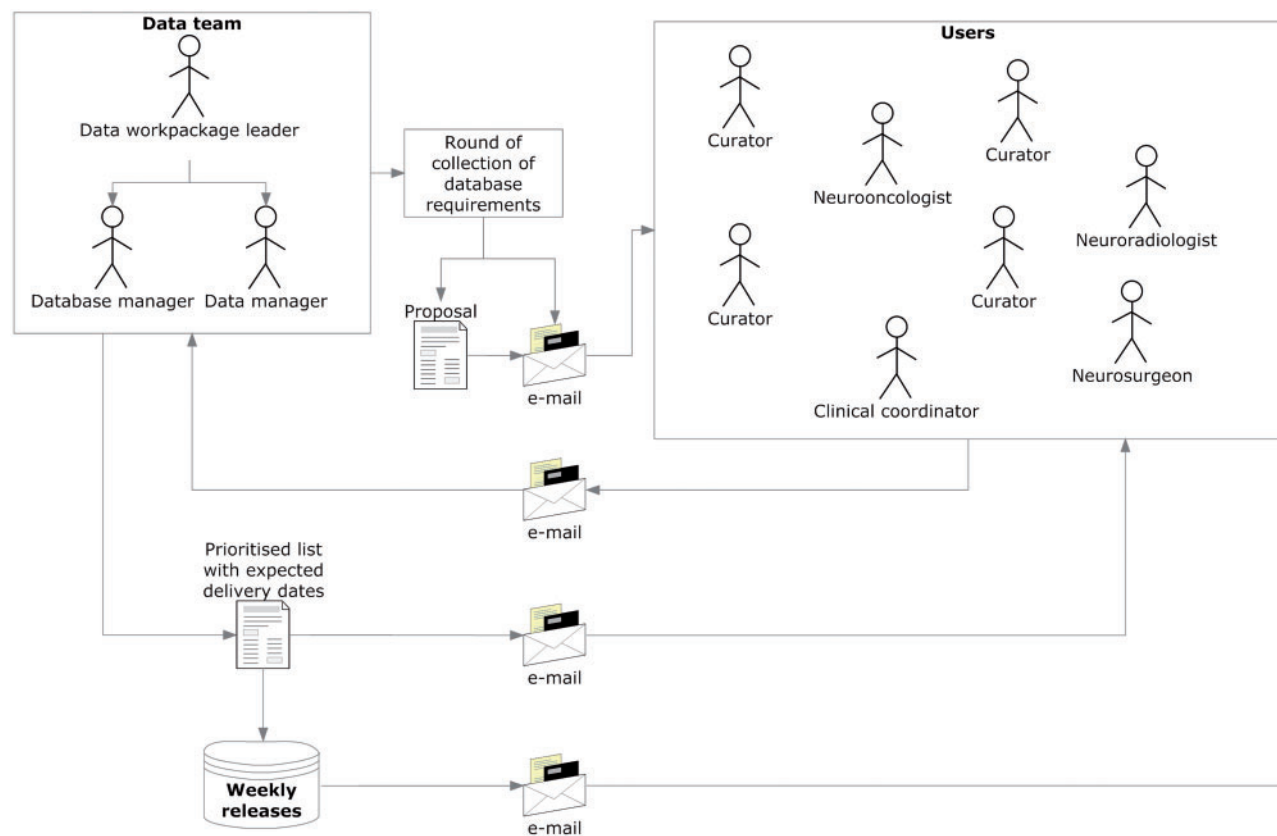 Data team
Data workpackage leader
Database manager
Data manager
Round of
collection of
database
requirements
Proposal
e-mail
Users
Curator
Curator
Neurooncologist
Neuroradiologist
Curator
Curator
Neurosurgeon
Clinical coordinator
e-mail
Prioritised list
with expected
delivery dates
e-mail
Weekly
releases
e-mail